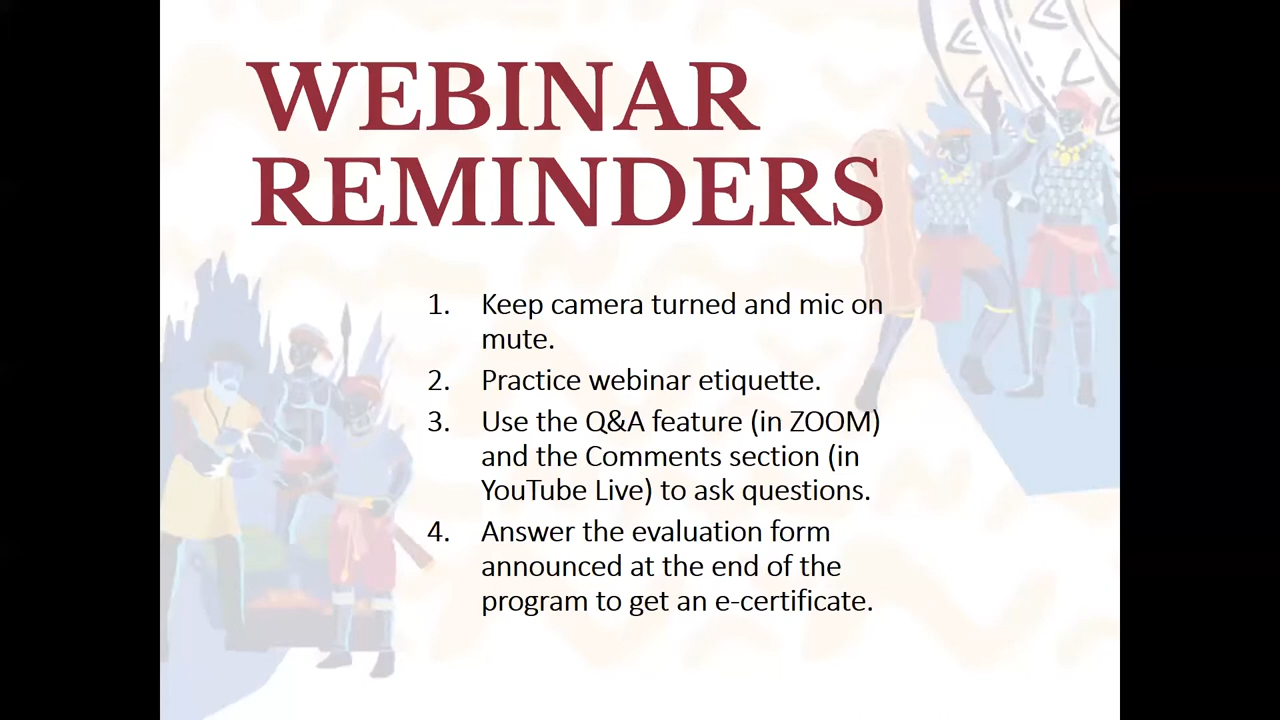 WEBINAR
REMINDERS
1. Keep camera turned and mic on
mute.
2. Practice webinar etiquette.
3. Use the Q&A feature (in ZOOM)
and the Comments section (in
YouTube Live) to ask questions.
4. Answer the evaluation form
announced at the end of the
program to get an e-certificate.